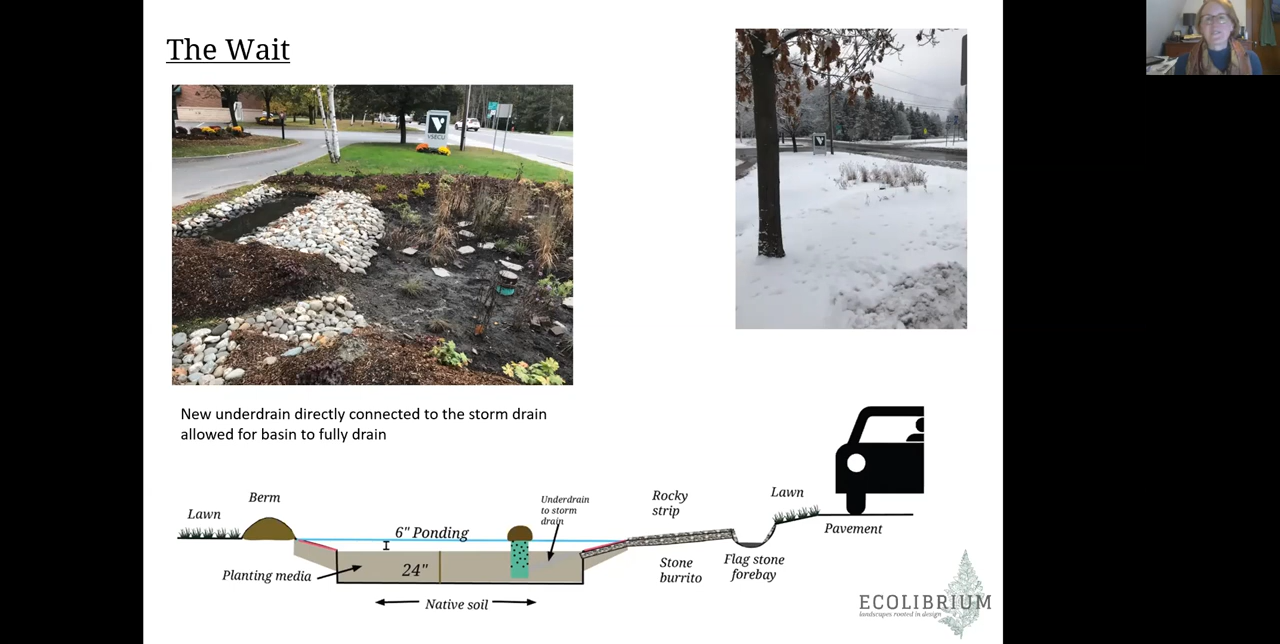 The Wait
VSECU
New underdrain directly connected to the storm drain
allowed for basin to fully drain
Berm
Lawn
6" Ponding
Underdrain
to storm
drain
Rocky
strip
Lawn
Pavement
Planting media
24"
Stone
burrito
Flag stone
forebay
Native soil
ECOLIBRIUM
landscapes rooted in design